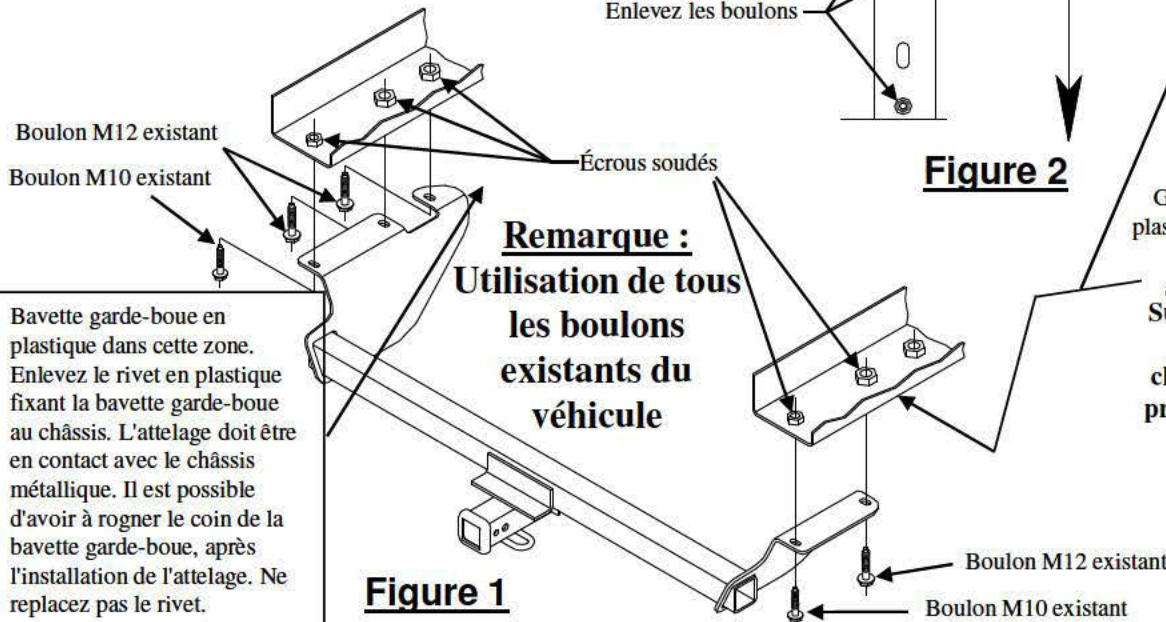 Enlevez les boulons
Figure 2
Boulon M12 existant
Boulon M10 existant
Écrous soudés
Remarque :
Utilisation de tous
les boulons
existants du
véhicule
Bavette garde-boue en
plastique dans cette zone.
Enlevez le rivet en plastique
fixant la bavette garde-boue
au châssis. L'attelage doit être
en contact avec le châssis
métallique. Il est possible
d'avoir à rogner le coin de la
bavette garde-boue, après
l'installation de l'attelage. Ne
replacez pas le rivet.
Figure 1
Boulon M12 existant
Boulon M10 existant